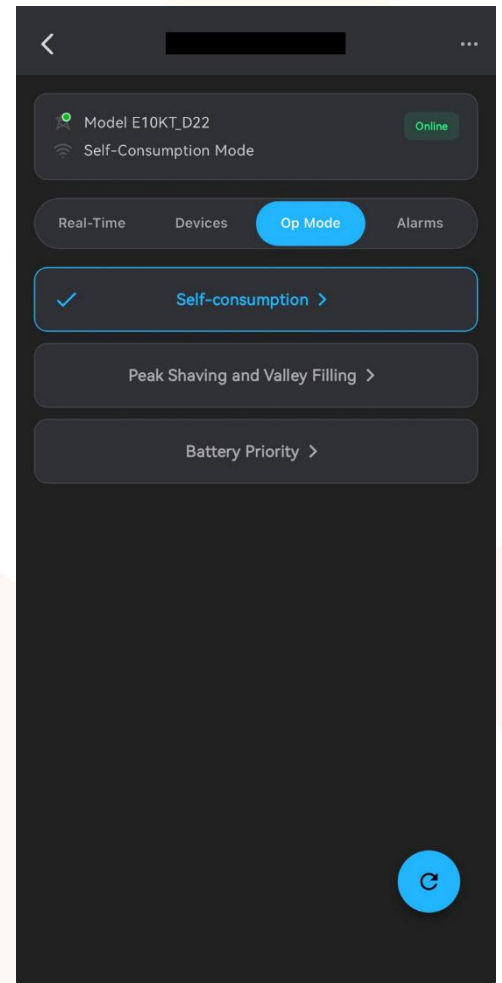 Model E10KT_D22
Online
Self-Consumption Mode
Real-Time Devices Op Mode Alarms
Self-consumption
Peak Shaving and Valley Filling
Battery Priority